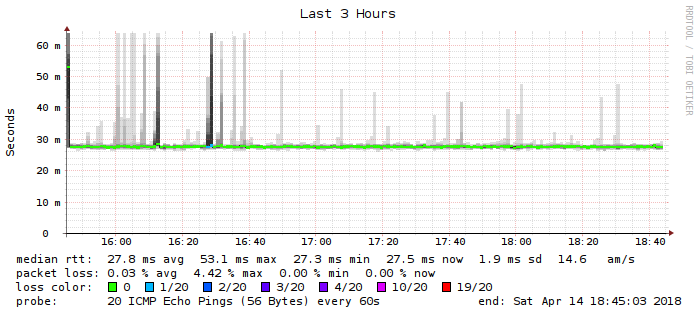 Last 3 Hours
RRDTOOL / TOBI OETIKER
Seconds
60 m
50 m
40 m
30 m
20 m
10 m
0
16:00 16:20 16:40 17:00 17:20 17:40 18:00 18:20 18:40
median rtt: 27.8 ms avg 53.1 ms max 27.3 ms min 27.5 ms now 1.9 ms sd 14.6 am/s
packet loss: 0.03 % avg 4.42 % max 0.00 % min 0.00 % now
loss color: 0 1/20 2/20 3/20 4/20 10/20 19/20
probe: 20 ICMP Echo Pings (56 Bytes) every 60s end: Sat Apr 14 18:45:03 2018